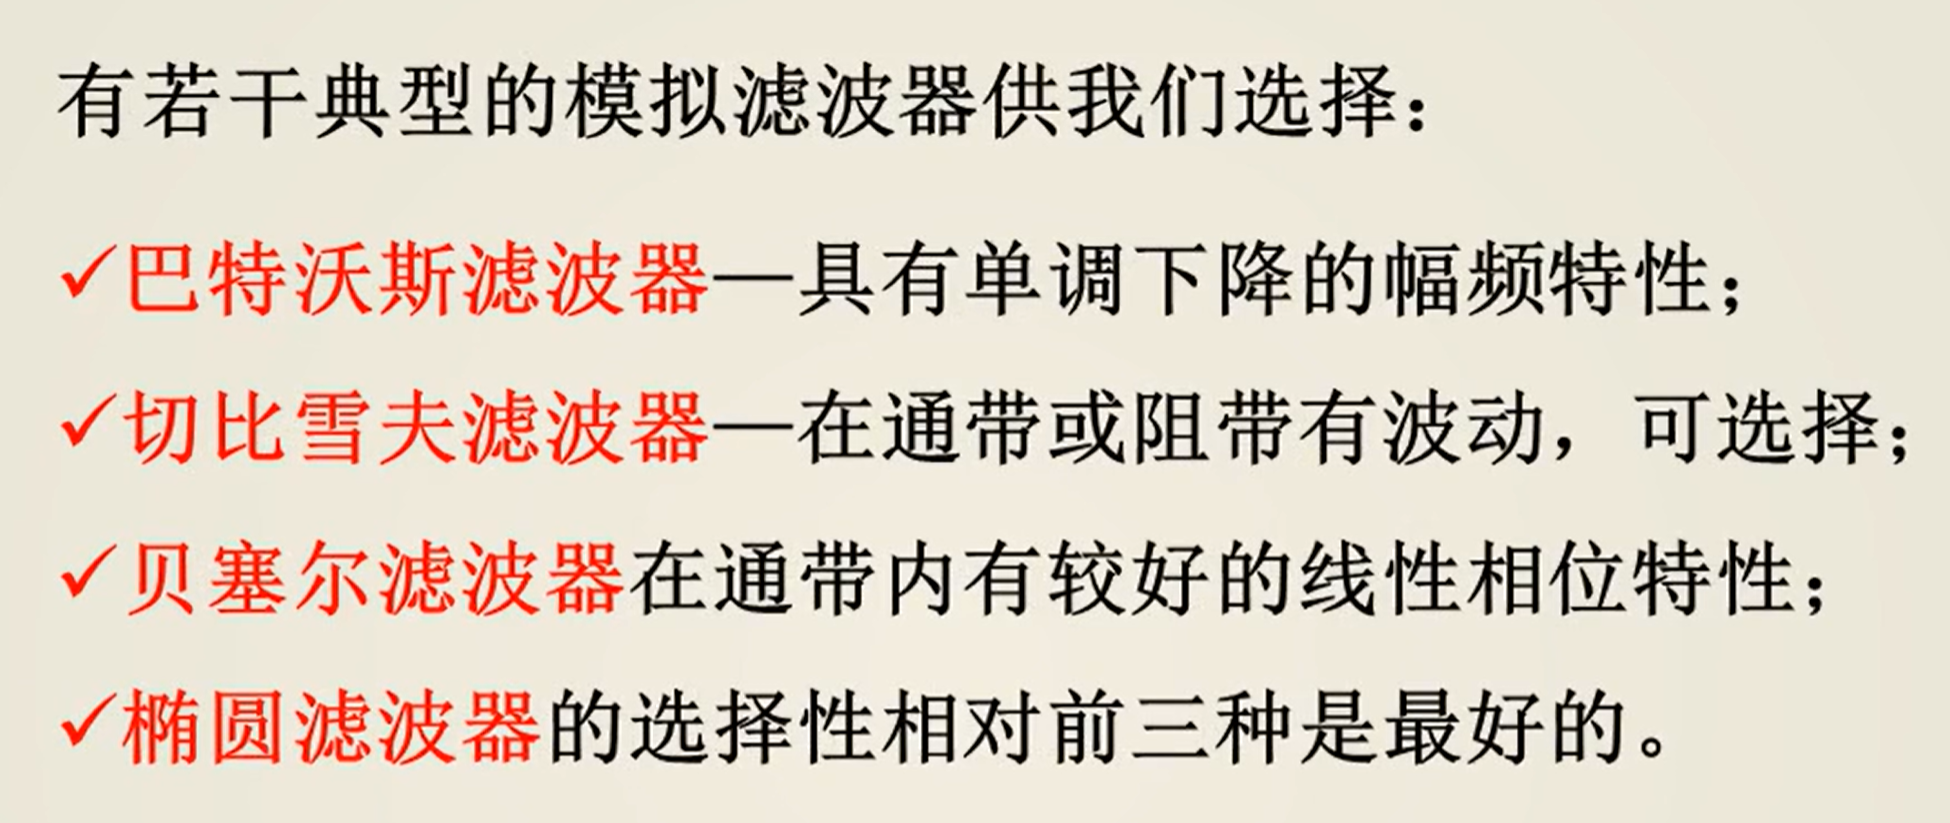 有若干典型的模拟滤波器供我们选择：
✓巴特沃斯滤波器—具有单调下降的幅频特性；
✓切比雪夫滤波器—在通带或阻带有波动，可选择；
✓贝塞尔滤波器在通带内有较好的线性相位特性；
✓椭圆滤波器的选择性相对前三种是最好的。